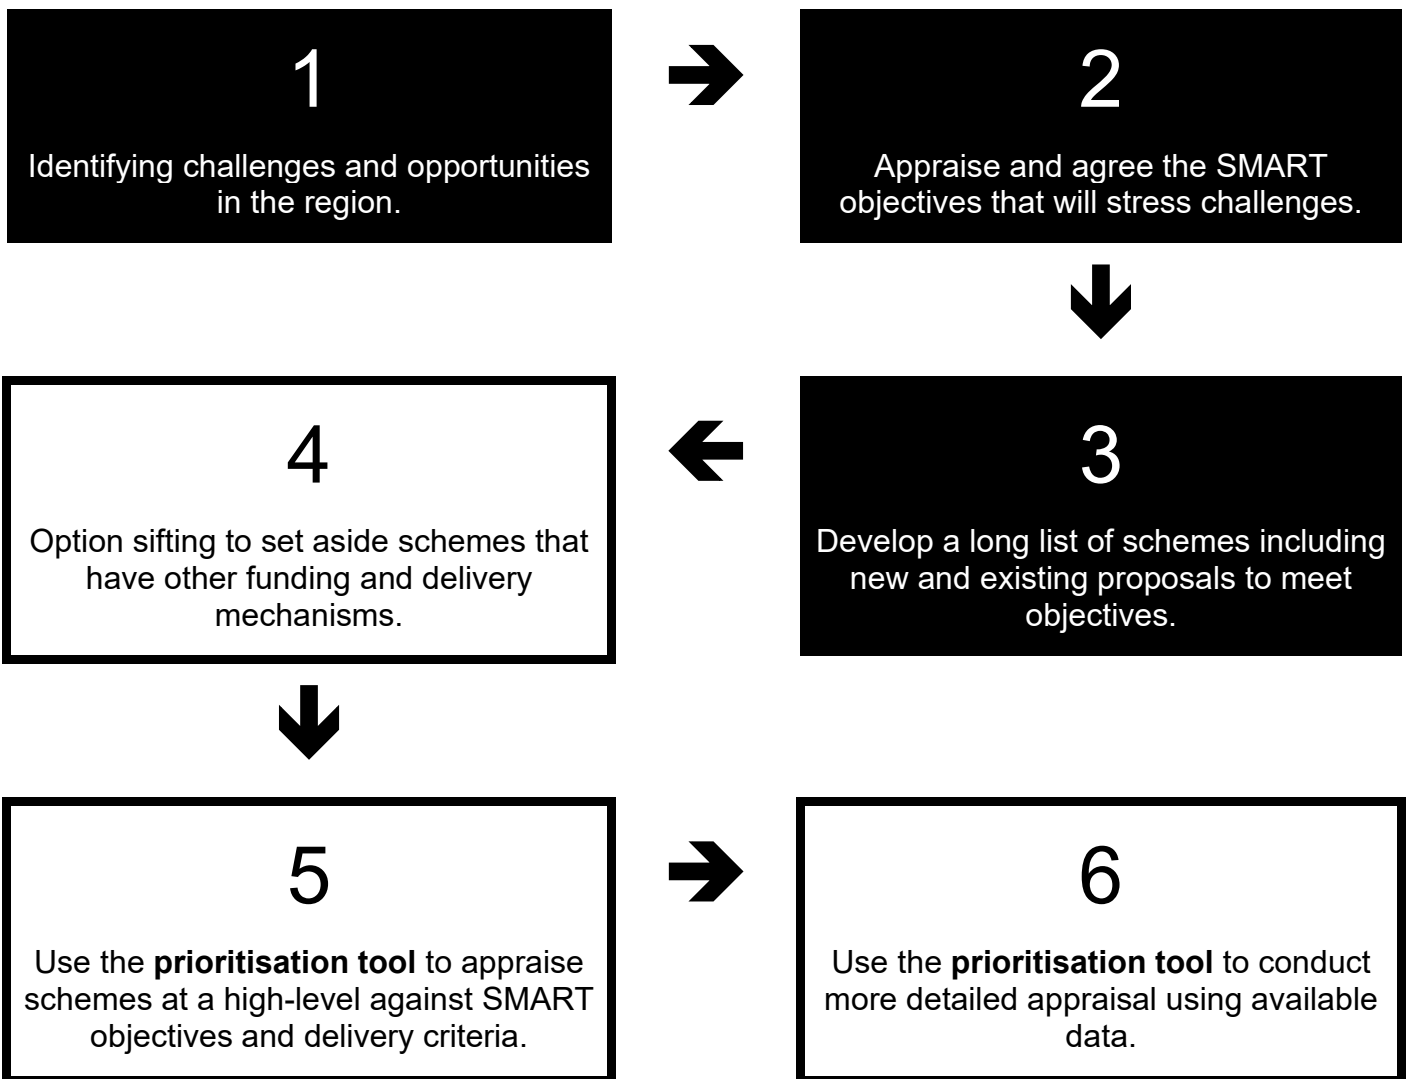 1
Identifying challenges and opportunities
in the region.
2
Appraise and agree the SMART
objectives that will stress challenges.
3
Develop a long list of schemes including
new and existing proposals to meet
objectives.
4
Option sifting to set aside schemes that
have other funding and delivery
mechanisms.
5
Use the prioritisation tool to appraise
schemes at a high-level against SMART
objectives and delivery criteria.
6
Use the prioritisation tool to conduct
more detailed appraisal using available
data.